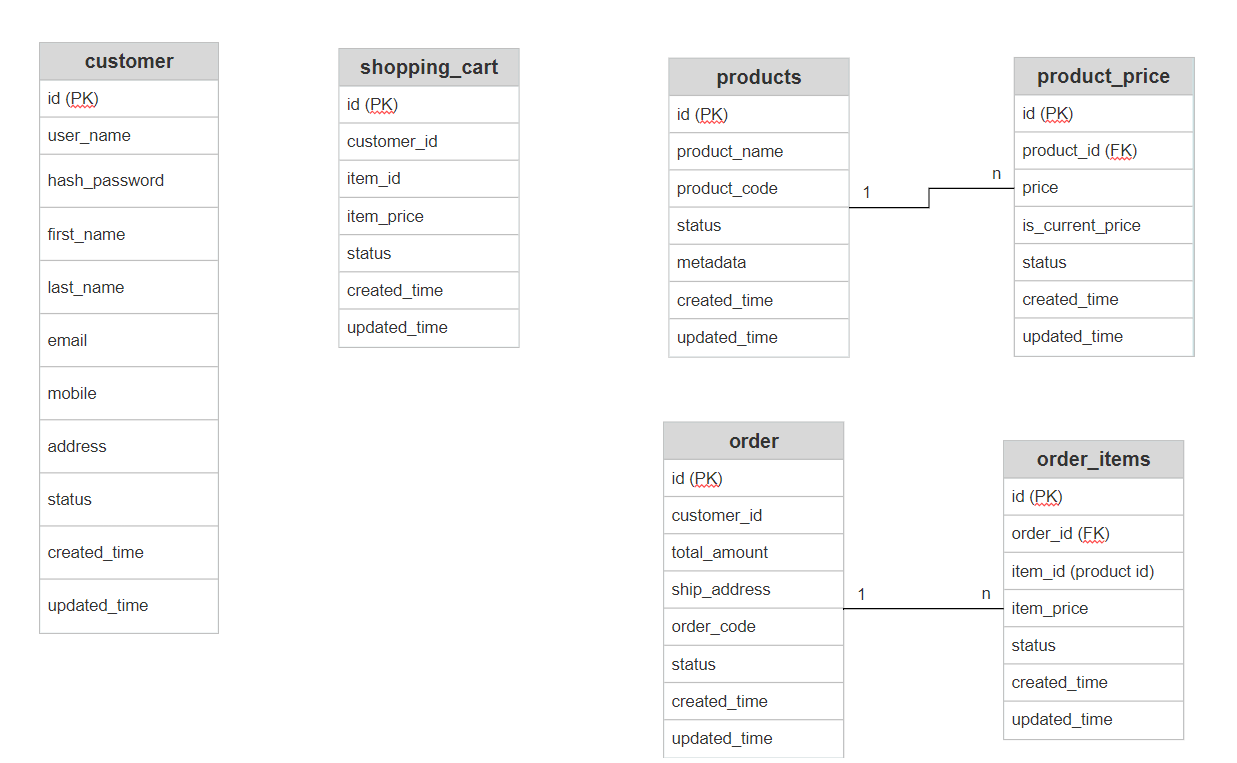 customer
id (PK)
user_name
hash_password
first_name
last_name
email
mobile
address
status
created_time
updated_time
shopping_cart
id (PK)
customer_id
item_id
item_price
status
created_time
updated_time
products
id (PK)
product_name
product_code
status
metadata
created_time
updated_time
1
n
product_price
id (PK)
product_id (FK)
price
is_current_price
status
created_time
updated_time
order
id (PK)
customer_id
total_amount
ship_address
order_code
status
created_time
updated_time
1
n
order_items
id (PK)
order_id (FK)
item_id (product id)
item_price
status
created_time
updated_time